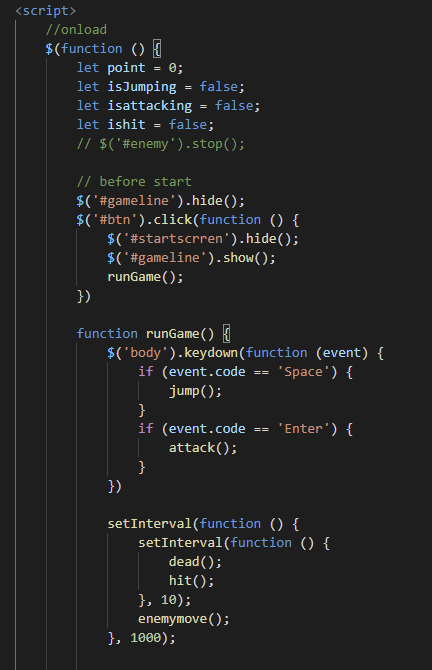 <script>
//onload
$(function () {
let point = 0;
let isJumping = false;
let isattacking = false;
let ishit = false;
// $('#enemy').stop();
// before start
$('#gameline').hide();
$('#btn').click(function () {
$('#startscrren').hide();
$('#gameline').show();
runGame();
})
function runGame() {
$('body').keydown(function (event) {
if (event.code == 'Space') {
jump();
}
if (event.code == 'Enter') {
attack();
}
})
setInterval(function () {
setInterval(function () {
dead();
hit();
}, 10);
enemymove();
}, 1000);